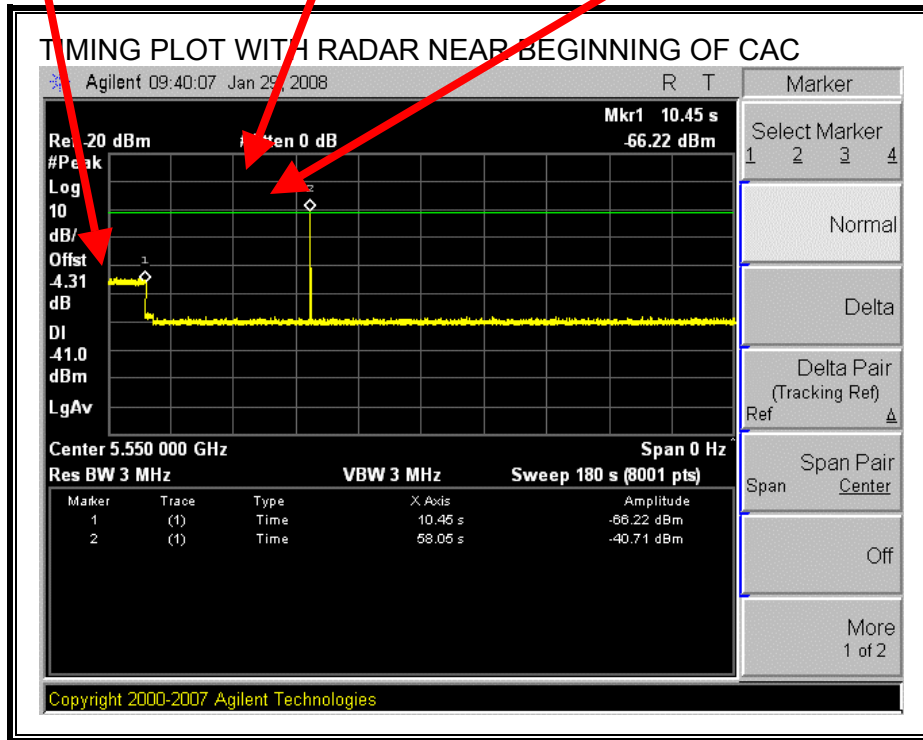 TIMING PLOT WITH RADAR NEAR BEGINNING OF CAC
Agilent 09:40:07 Jan 29, 2008 R T
Marker
Mkr1 10.45 s
Ref -20 dBm #Atten 0 dB -66.22 dBm
#Peak
Log
10
dB/
Offst
-4.31
dB
DI
-41.0
dBm
LgAv
1
2
Center 5.550 000 GHz Span 0 Hz
Res BW 3 MHz VBW 3 MHz Sweep 180 s (8001 pts)
Marker Trace Type X Axis Amplitude
1 (1) Time 10.45 s -66.22 dBm
2 (1) Time 58.05 s -40.71 dBm
Select Marker
1 2 3 4
Normal
Delta
Delta Pair
(Tracking Ref)
Ref Δ
Span Pair
Span Center
Off
More
1 of 2
Copyright 2000-2007 Agilent Technologies